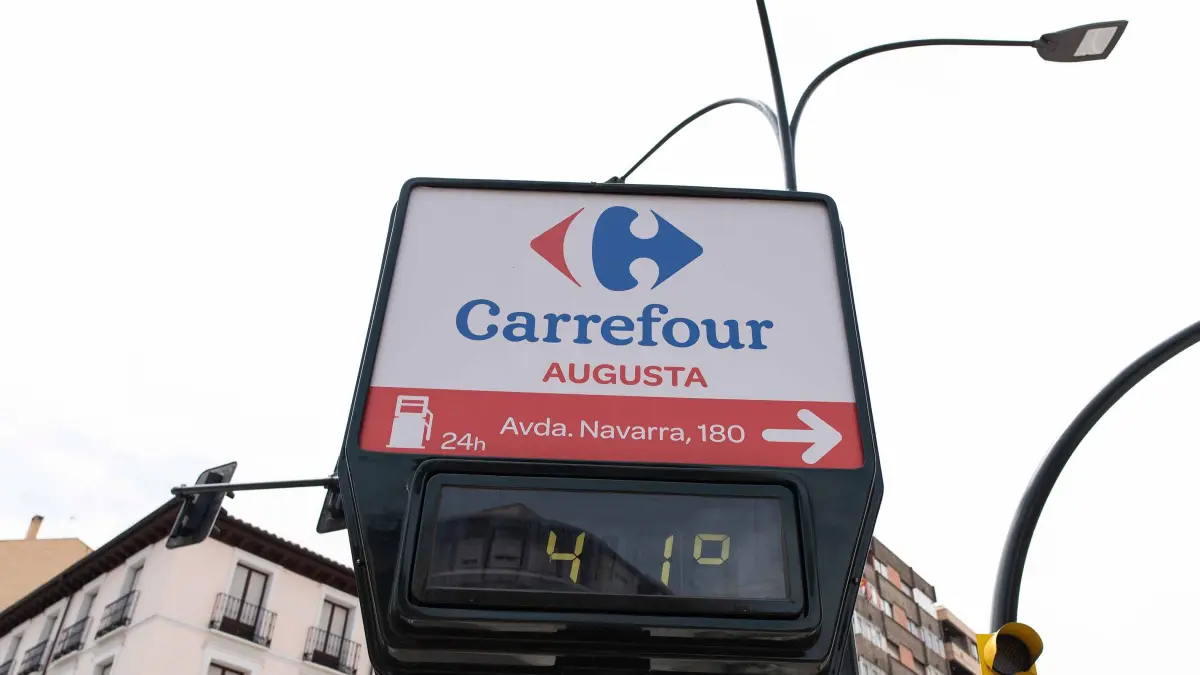 Carrefour
AUGUSTA
24h Avda. Navarra, 180
41°